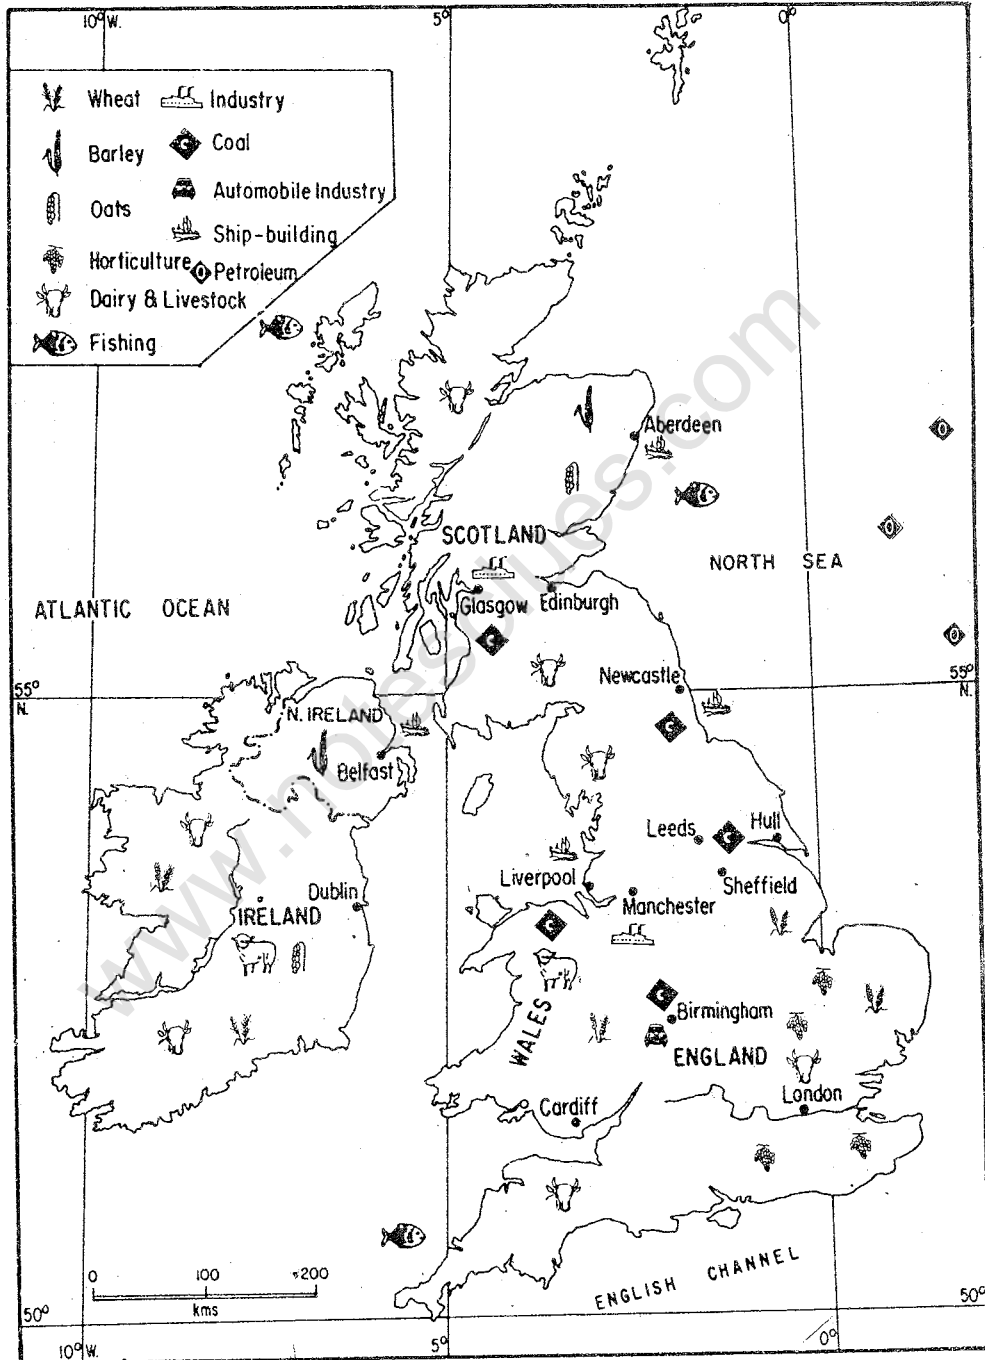 10° W.
5°
0°
Wheat
Industry
Barley
Coal
Oats
Automobile Industry
Ship-building
Horticulture
Petroleum
Dairy & Livestock
Fishing
Aberdeen
SCOTLAND
NORTH SEA
ATLANTIC OCEAN
Glasgow
Edinburgh
Newcastle
55°
N.
55°
N.
N. IRELAND
Belfast
Leeds
Hull
Sheffield
Liverpool
Manchester
Dublin
IRELAND
WALES
Birmingham
ENGLAND
Cardiff
London
ENGLISH CHANNEL
0 100 200
kms
50°
50°
10° W.
5°
0°
www.notesclues.com